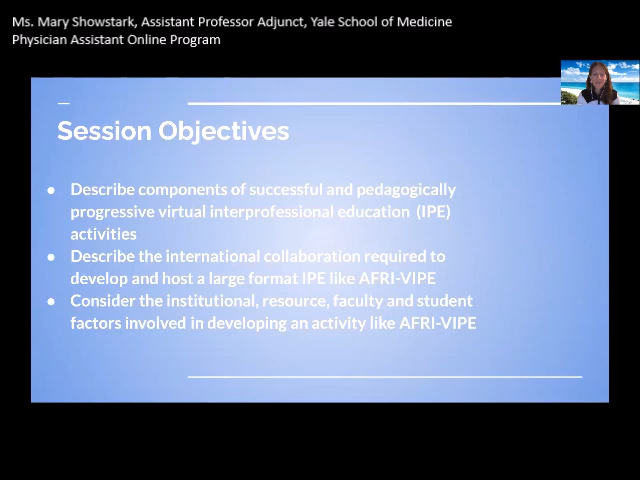 Ms. Mary Showstark, Assistant Professor Adjunct, Yale School of Medicine
Physician Assistant Online Program
Session Objectives
● Describe components of successful and pedagogically
progressive virtual interprofessional education (IPE)
activities
● Describe the international collaboration required to
develop and host a large format IPE like AFRI-VIPE
● Consider the institutional, resource, faculty and student
factors involved in developing an activity like AFRI-VIPE